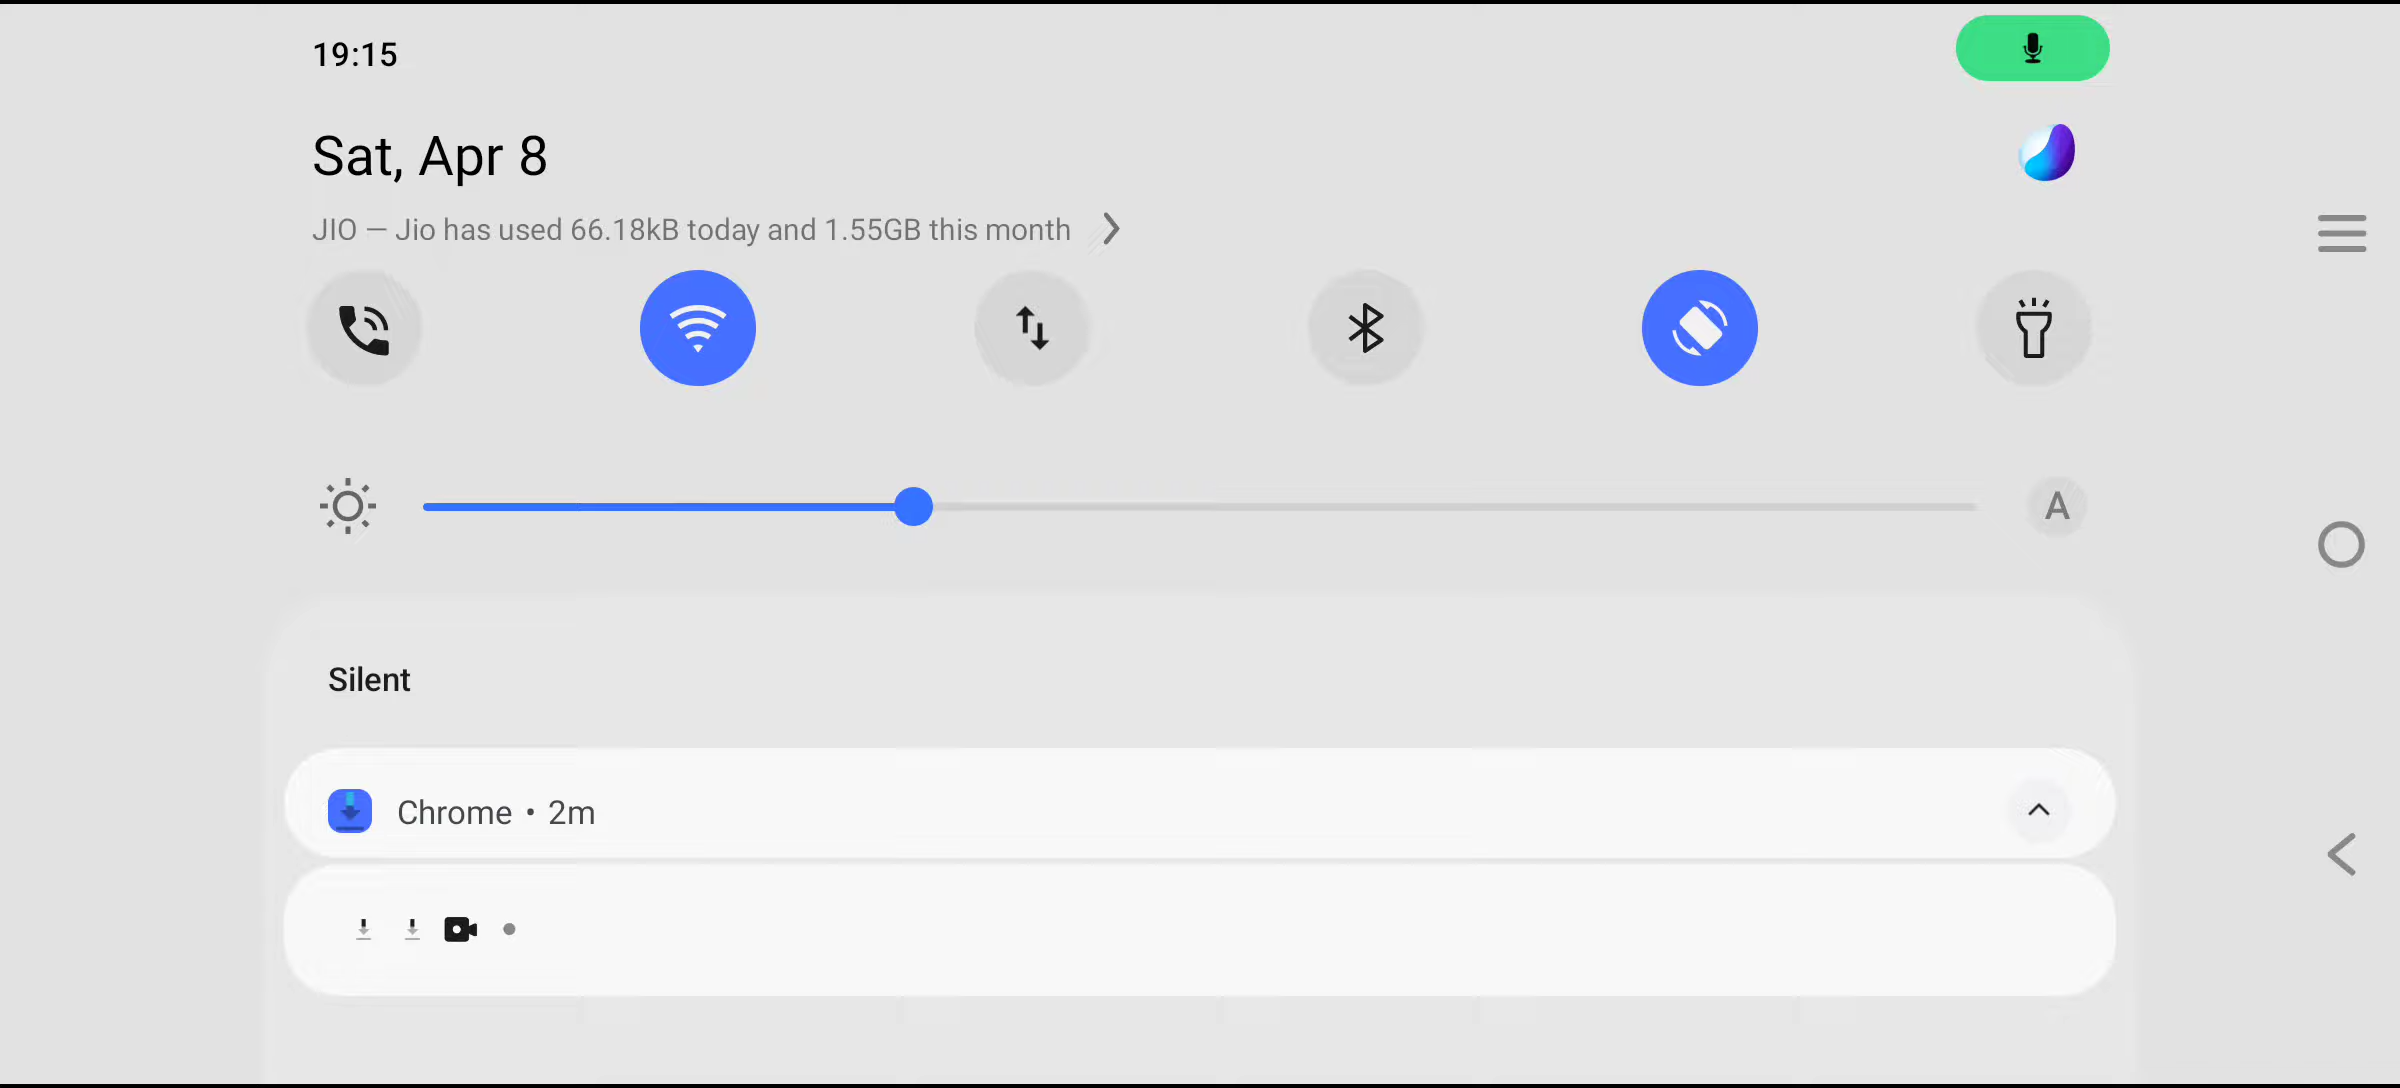 19:15
Sat, Apr 8
JIO — Jio has used 66.18kB today and 1.55GB this month
A
Silent
Chrome • 2m